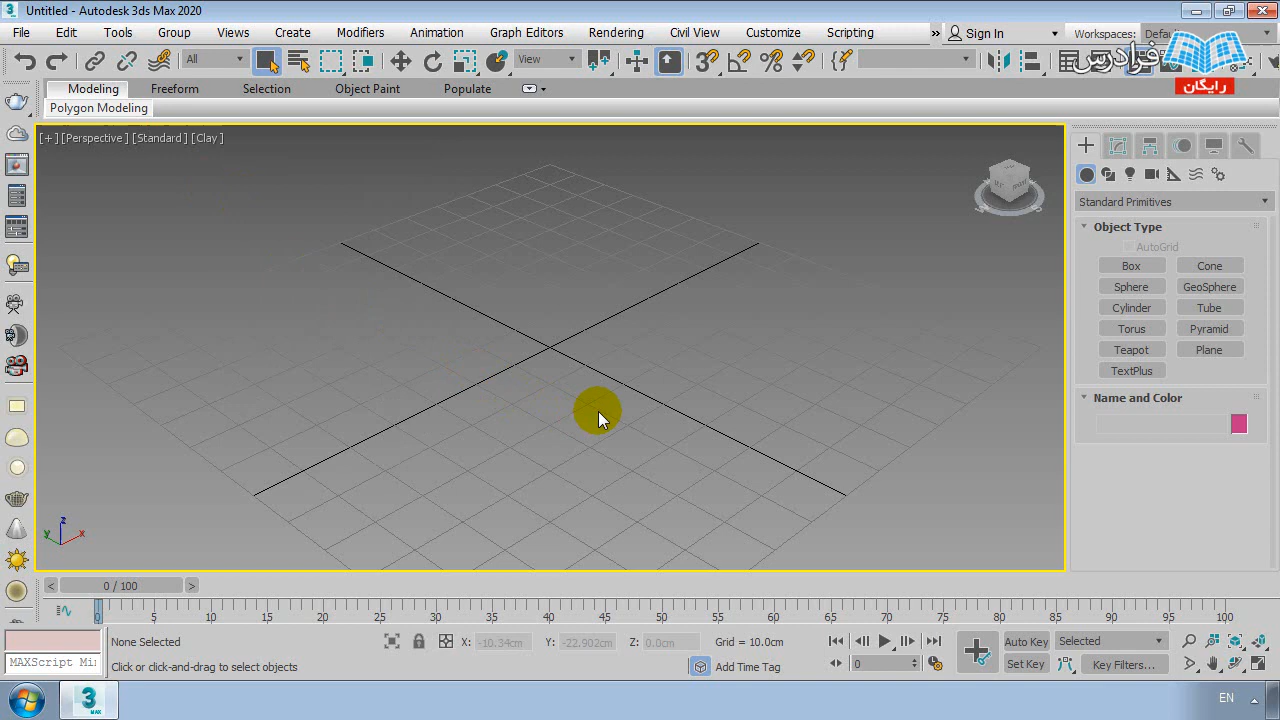 Untitled - Autodesk 3ds Max 2020
File Edit Tools Group Views Create Modifiers Animation Graph Editors Rendering Civil View Customize Scripting » Sign In Workspaces:
All View
فرادرس
رایگان
Modeling Freeform Selection Object Paint Populate
Polygon Modeling
[+] [Perspective] [Standard] [Clay]
Standard Primitives
Object Type
AutoGrid
Box Cone
Sphere GeoSphere
Cylinder Tube
Torus Pyramid
Teapot Plane
TextPlus
Name and Color
z
y x
< 0 / 100 >
0 5 10 15 20 25 30 35 40 45 50 55 60 65 70 75 80 85 90 95 100
None Selected X: -10.34cm Y: -22.902cm Z: 0.0cm Grid = 10.0cm Auto Key Selected
MAXScript Mi Click or click-and-drag to select objects Add Time Tag 0 Set Key Key Filters...
3 MAX EN